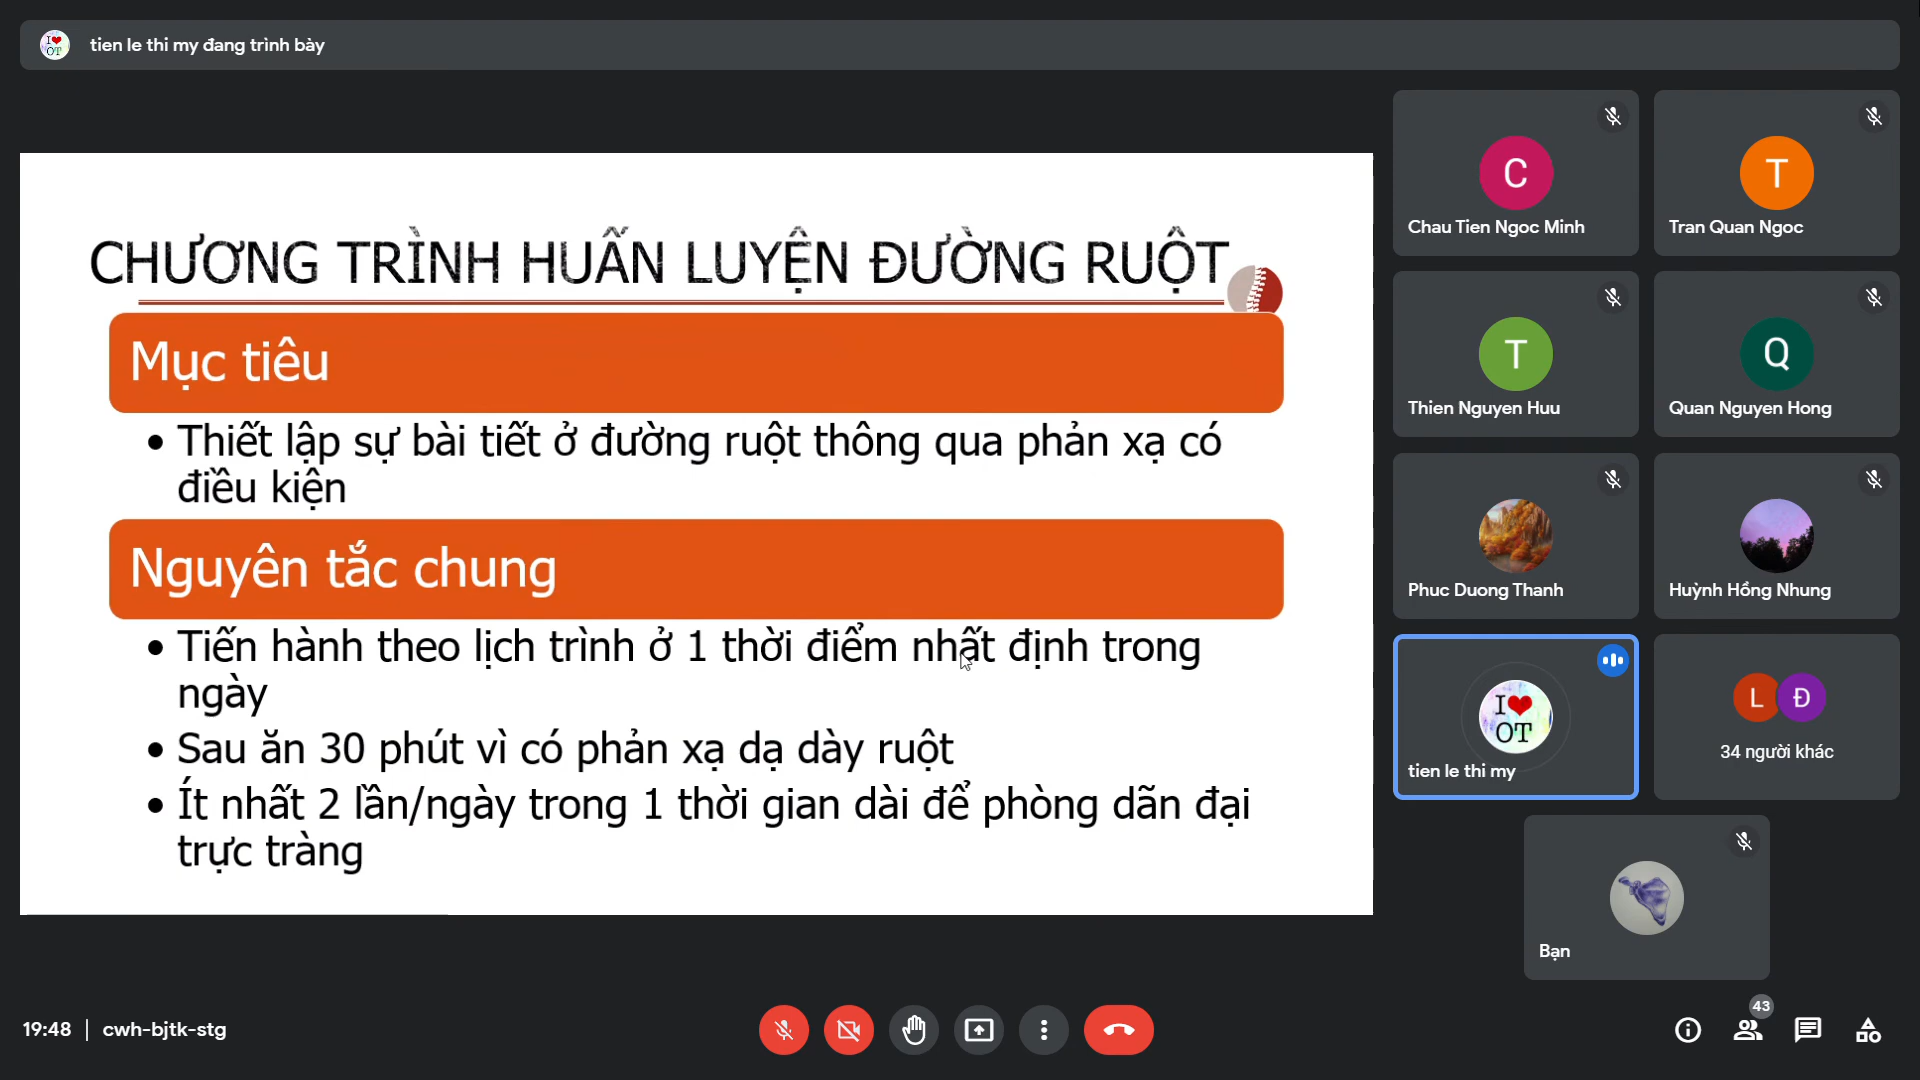 tien le thi my đang trình bày
CHƯƠNG TRÌNH HUẤN LUYỆN ĐƯỜNG RUỘT
Mục tiêu
• Thiết lập sự bài tiết ở đường ruột thông qua phản xạ có
điều kiện
Nguyên tắc chung
• Tiến hành theo lịch trình ở 1 thời điểm nhất định trong
ngày
• Sau ăn 30 phút vì có phản xạ dạ dày ruột
• Ít nhất 2 lần/ngày trong 1 thời gian dài để phòng dãn đại
trực tràng
C
Chau Tien Ngoc Minh
T
Tran Quan Ngoc
T
Thien Nguyen Huu
Q
Quan Nguyen Hong
Phuc Duong Thanh
Huỳnh Hồng Nhung
I OT
tien le thi my
L Đ
34 người khác
Bạn
19:48 | cwh-bjtk-stg
43